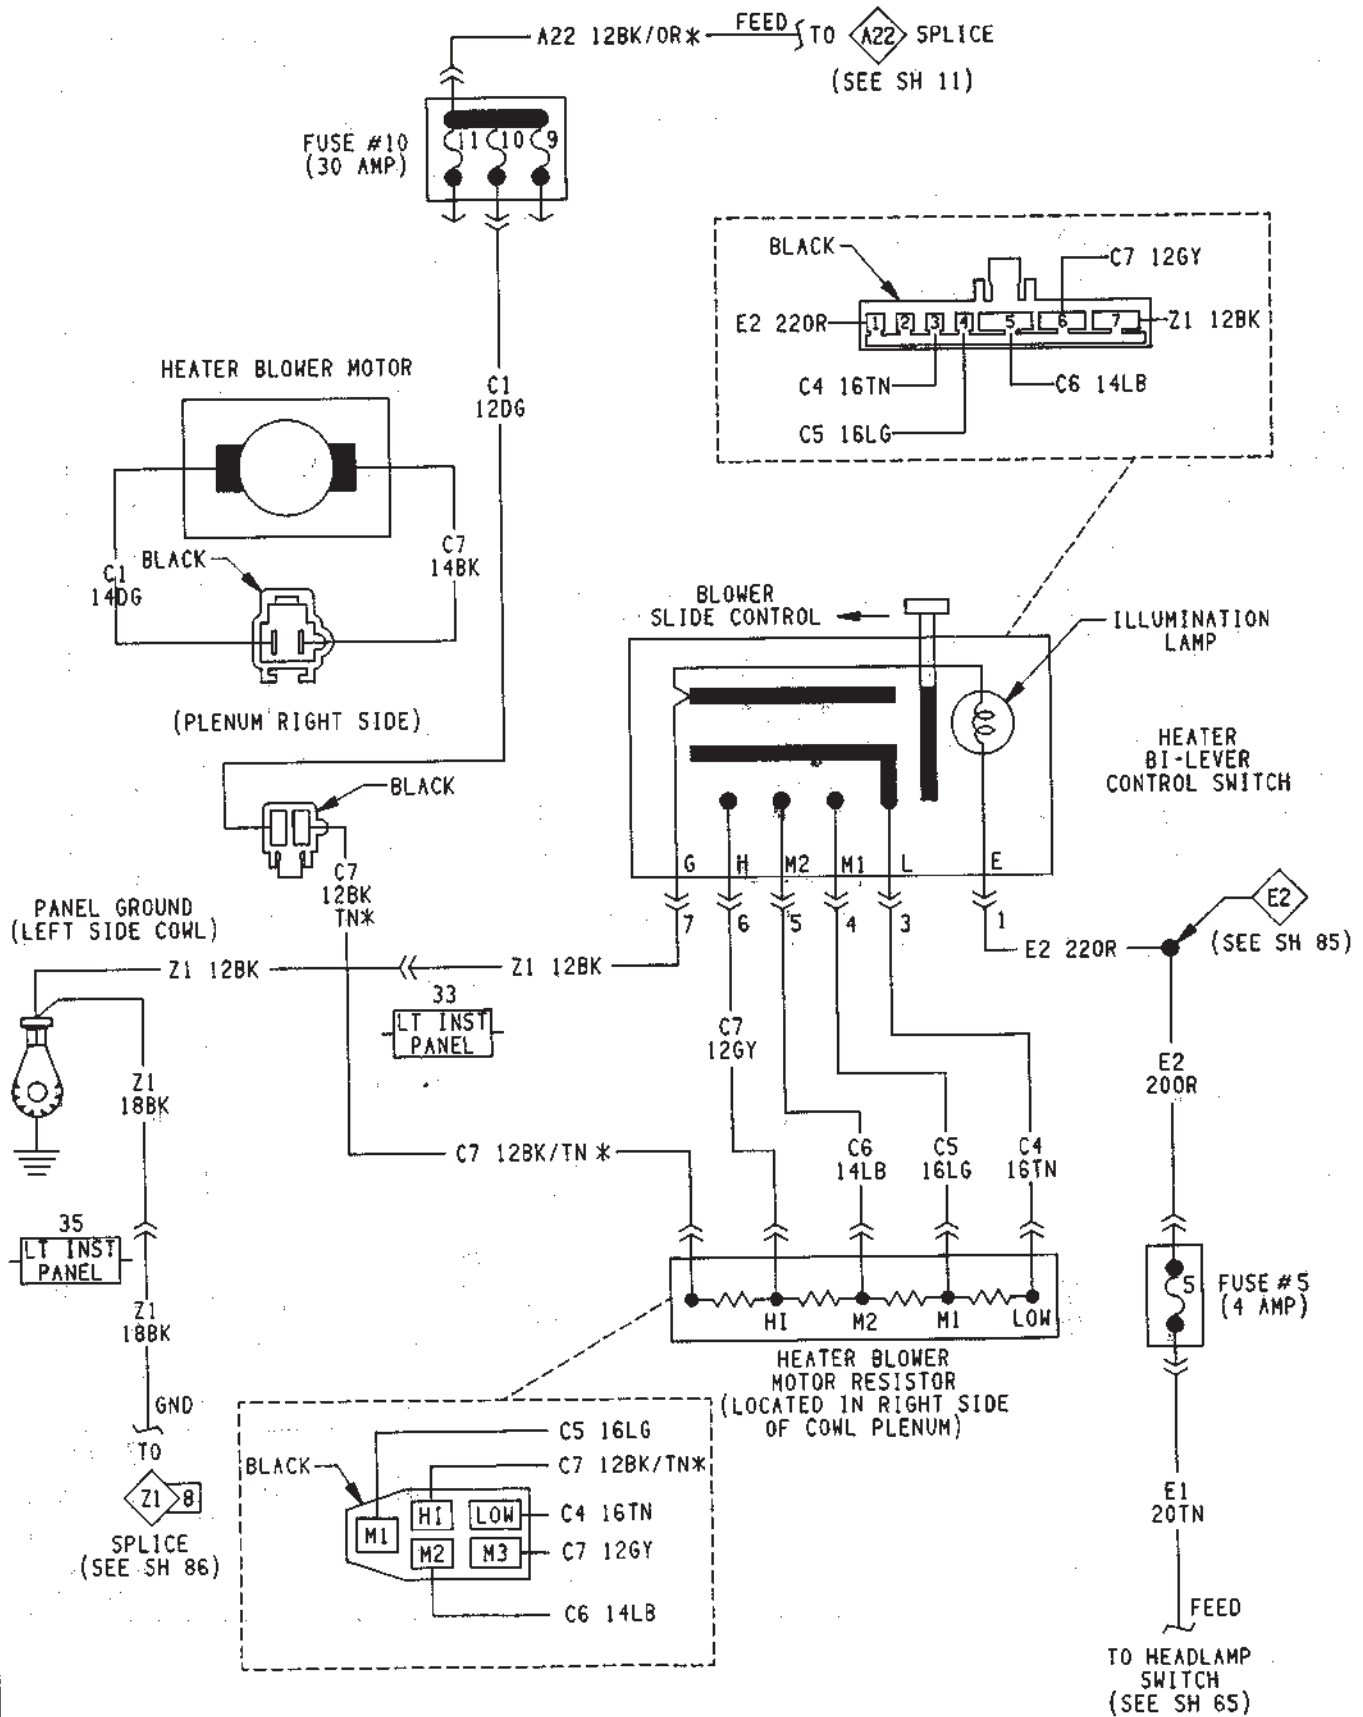 A22 12BK/OR*
FEED
TO
A22
SPLICE
(SEE SH 11)
FUSE #10
(30 AMP)
11
10
9
BLACK
C7 12GY
E2 22OR
1
2
3
4
5
6
7
Z1 12BK
C4 16TN
C6 14LB
C5 16LG
HEATER BLOWER MOTOR
C1
12DG
BLACK
C1
14DG
C7
14BK
(PLENUM RIGHT SIDE)
BLOWER
SLIDE CONTROL
ILLUMINATION
LAMP
HEATER
BI-LEVER
CONTROL SWITCH
BLACK
C7
12BK
TN*
G
H
M2
M1
L
E
7
6
5
4
3
1
E2
(SEE SH 85)
E2 22OR
PANEL GROUND
(LEFT SIDE COWL)
Z1 12BK
Z1 12BK
33
LT INST
PANEL
C7
12GY
Z1
18BK
E2
20OR
C7 12BK/TN *
C6
14LB
C5
16LG
C4
16TN
35
LT INST
PANEL
HI
M2
M1
LOW
5
FUSE #5
(4 AMP)
Z1
18BK
HEATER BLOWER
MOTOR RESISTOR
(LOCATED IN RIGHT SIDE
OF COWL PLENUM)
GND
TO
Z1
8
SPLICE
(SEE SH 86)
C5 16LG
BLACK
C7 12BK/TN*
M1
HI
LOW
C4 16TN
M2
M3
C7 12GY
C6 14LB
E1
20TN
FEED
TO HEADLAMP
SWITCH
(SEE SH 65)